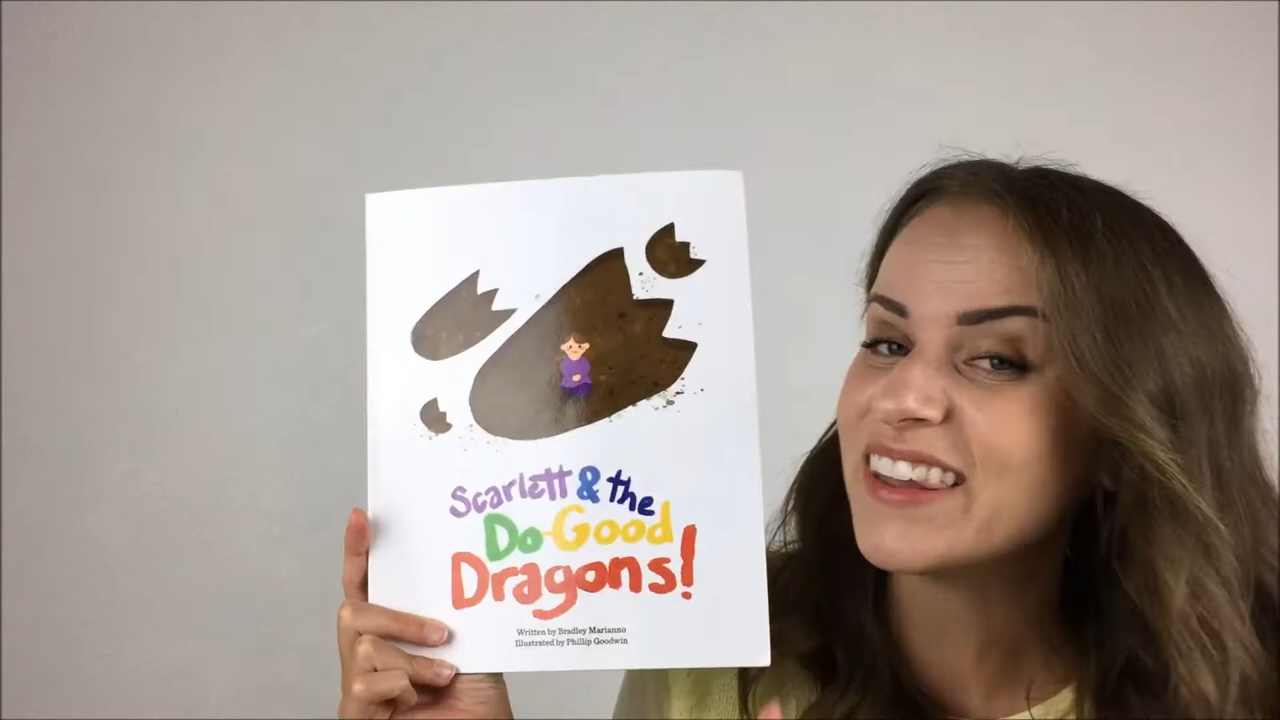 Scarlett & the
Do-Good
Dragons!
Written by Bradley Marianno
Illustrated by Phillip Goodwin